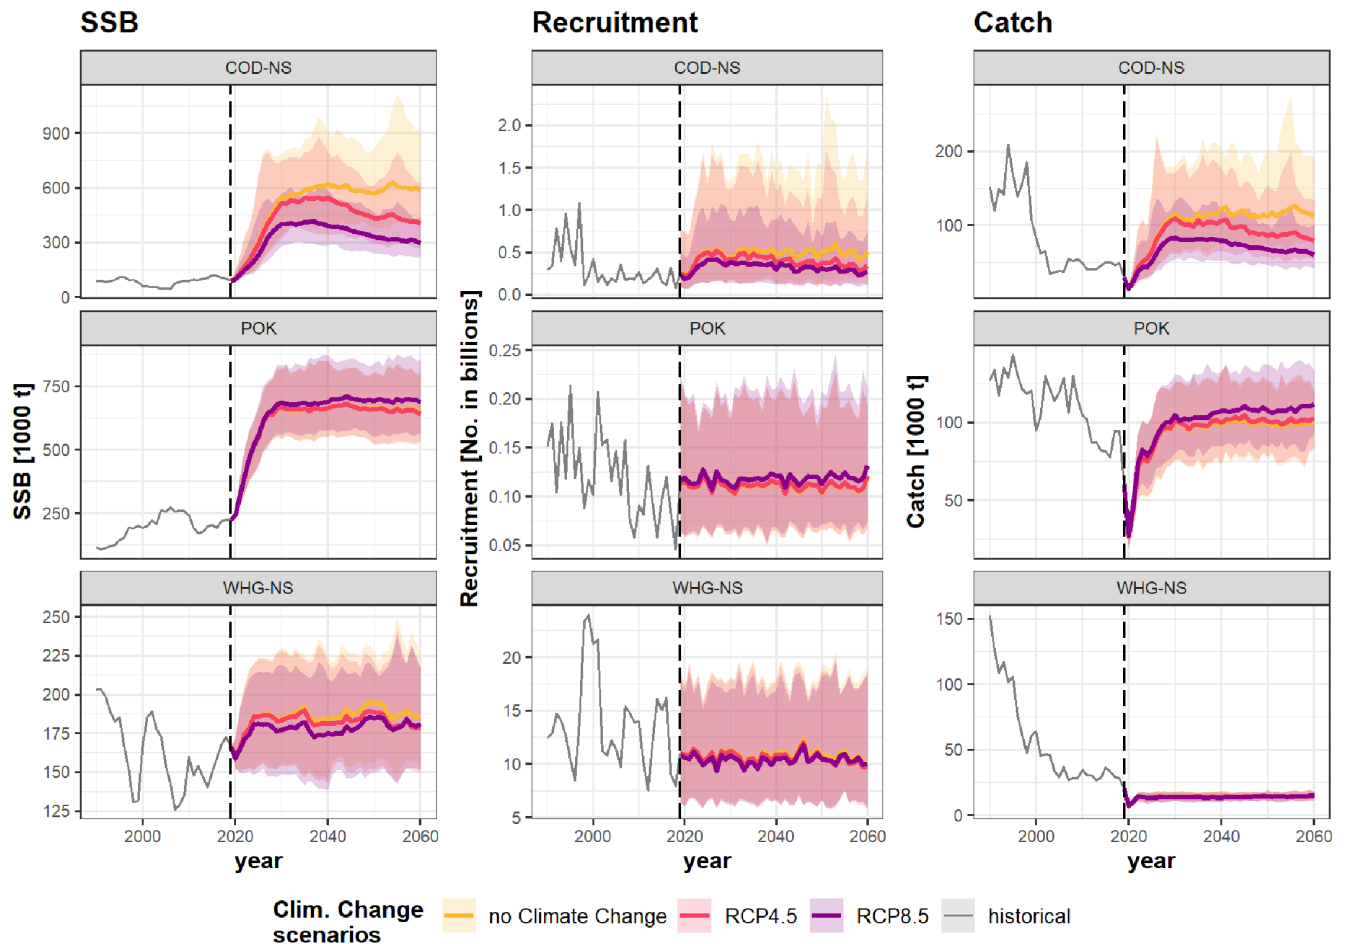 SSB
Recruitment
Catch
COD-NS
COD-NS
COD-NS
900
600
300
0
2.0
1.5
1.0
0.5
0.0
200
100
POK
POK
POK
750
500
250
0.25
0.20
0.15
0.10
0.05
100
50
WHG-NS
WHG-NS
WHG-NS
250
225
200
175
150
125
20
15
10
5
150
100
50
0
SSB [1000 t]
Recruitment [No. in billions]
Catch [1000 t]
2000 2020 2040 2060
2000 2020 2040 2060
2000 2020 2040 2060
year
year
year
Clim. Change
scenarios
no Climate Change
RCP4.5
RCP8.5
historical